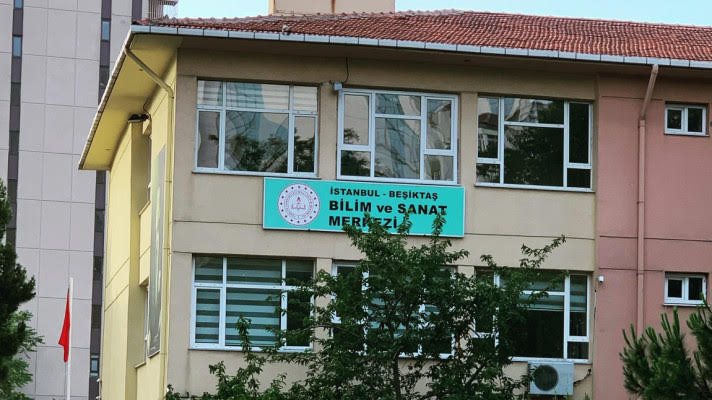 İSTANBUL - BEŞİKTAŞ
BİLİM ve SANAT
MERKEZİ